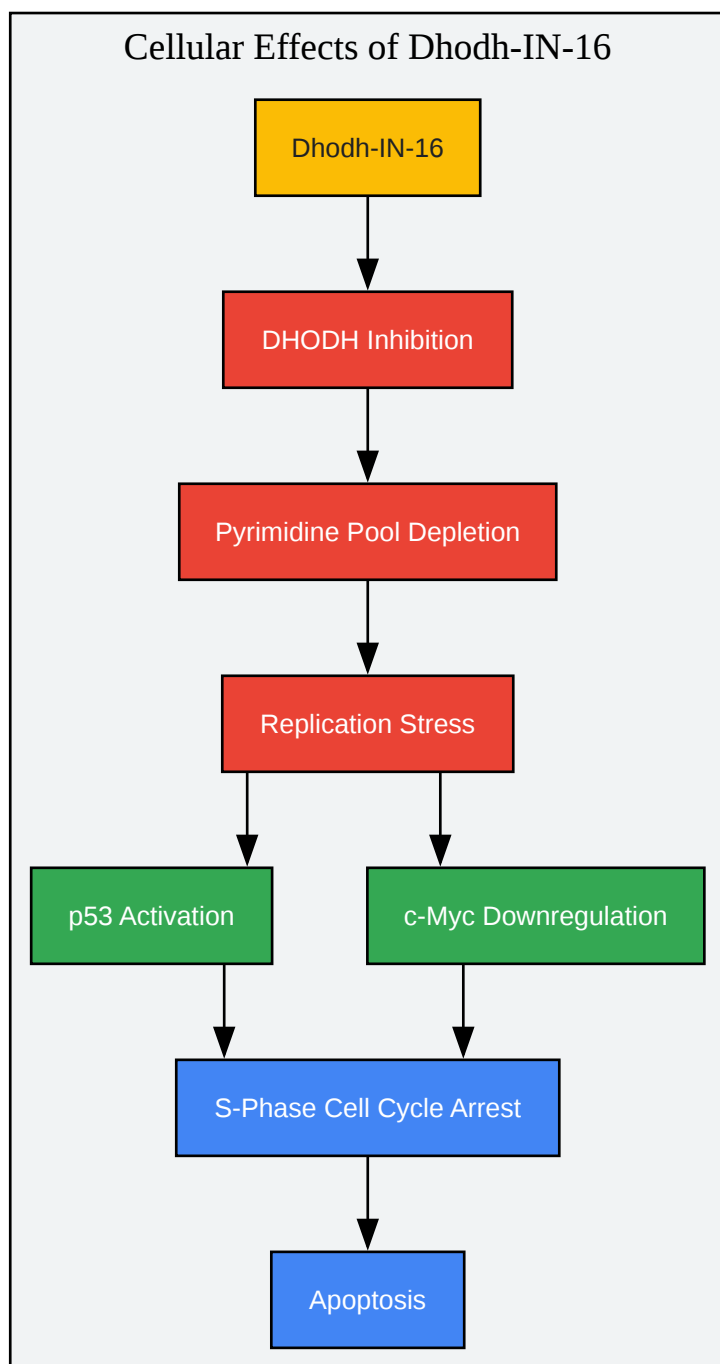 Cellular Effects of Dhodh-IN-16
Dhodh-IN-16
DHODH Inhibition
Pyrimidine Pool Depletion
Replication Stress
p53 Activation
c-Myc Downregulation
S-Phase Cell Cycle Arrest
Apoptosis